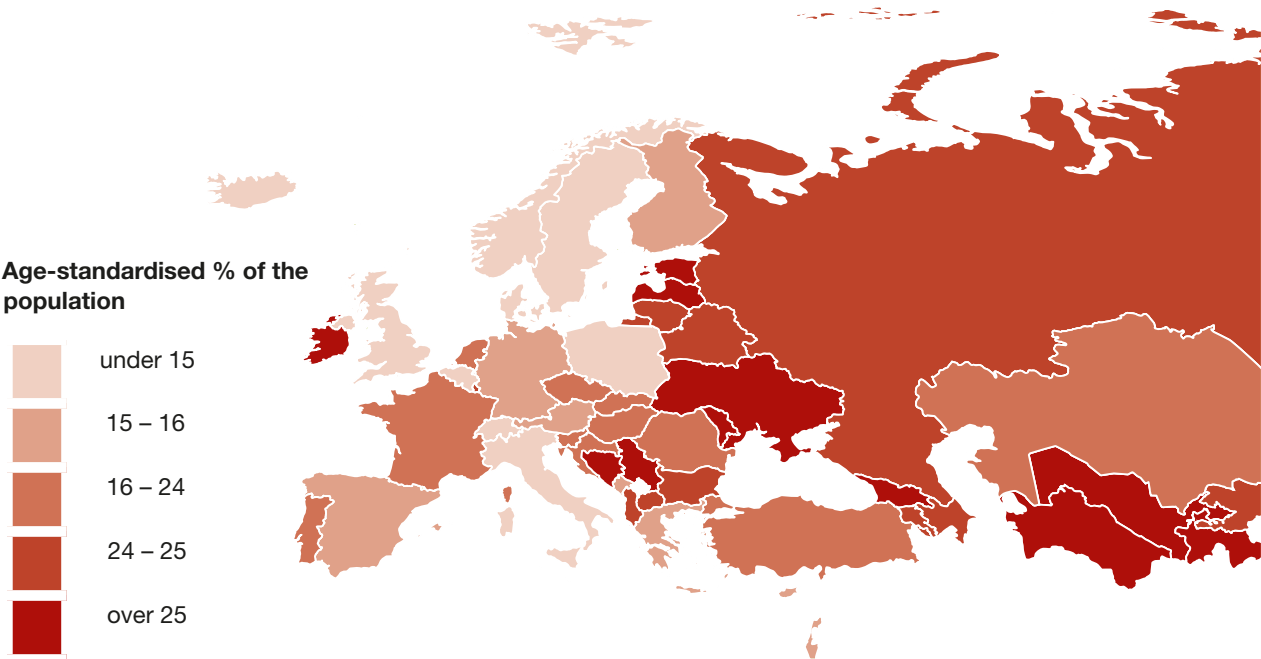 Age-standardised % of the
population
under 15
15 – 16
16 – 24
24 – 25
over 25